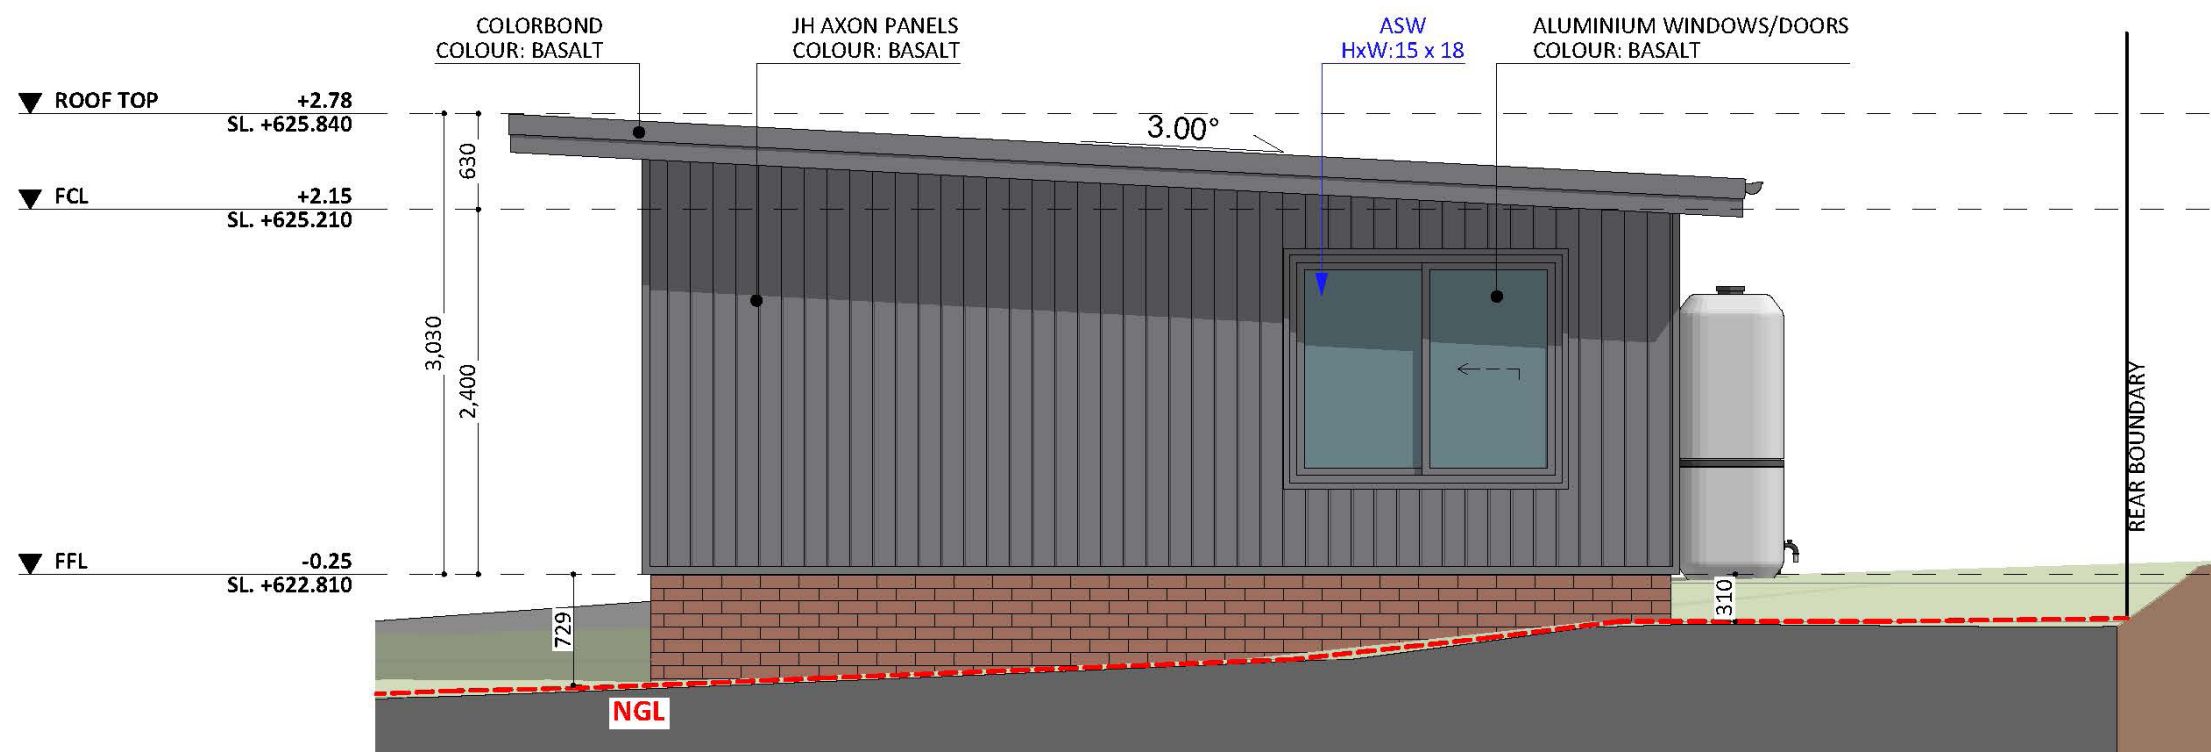 COLORBOND
COLOUR: BASALT
JH AXON PANELS
COLOUR: BASALT
ASW
HxW:15 x 18
ALUMINIUM WINDOWS/DOORS
COLOUR: BASALT
ROOF TOP +2.78
SL. +625.840
3.00°
630
FCL +2.15
SL. +625.210
3,030
2,400
REAR BOUNDARY
FFL -0.25
SL. +622.810
729
310
NGL